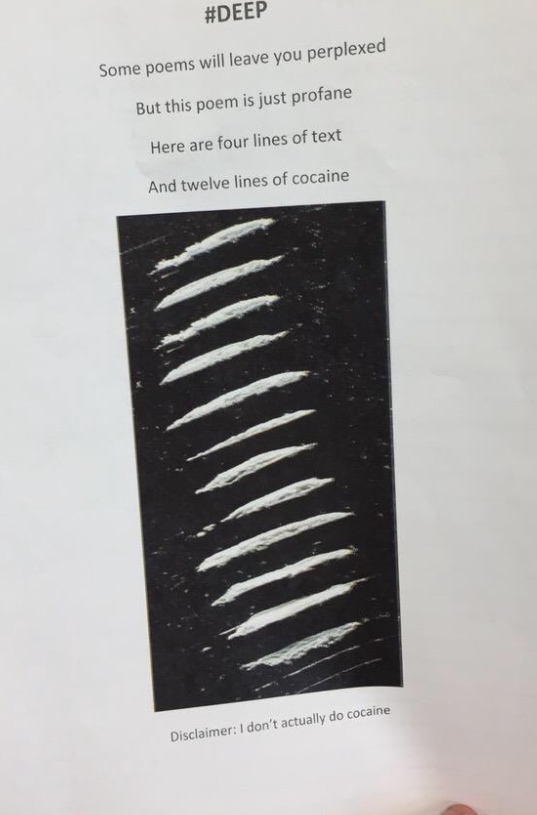 #DEEP
Some poems will leave you perplexed
But this poem is just profane
Here are four lines of text
And twelve lines of cocaine
Disclaimer: I don't actually do cocaine